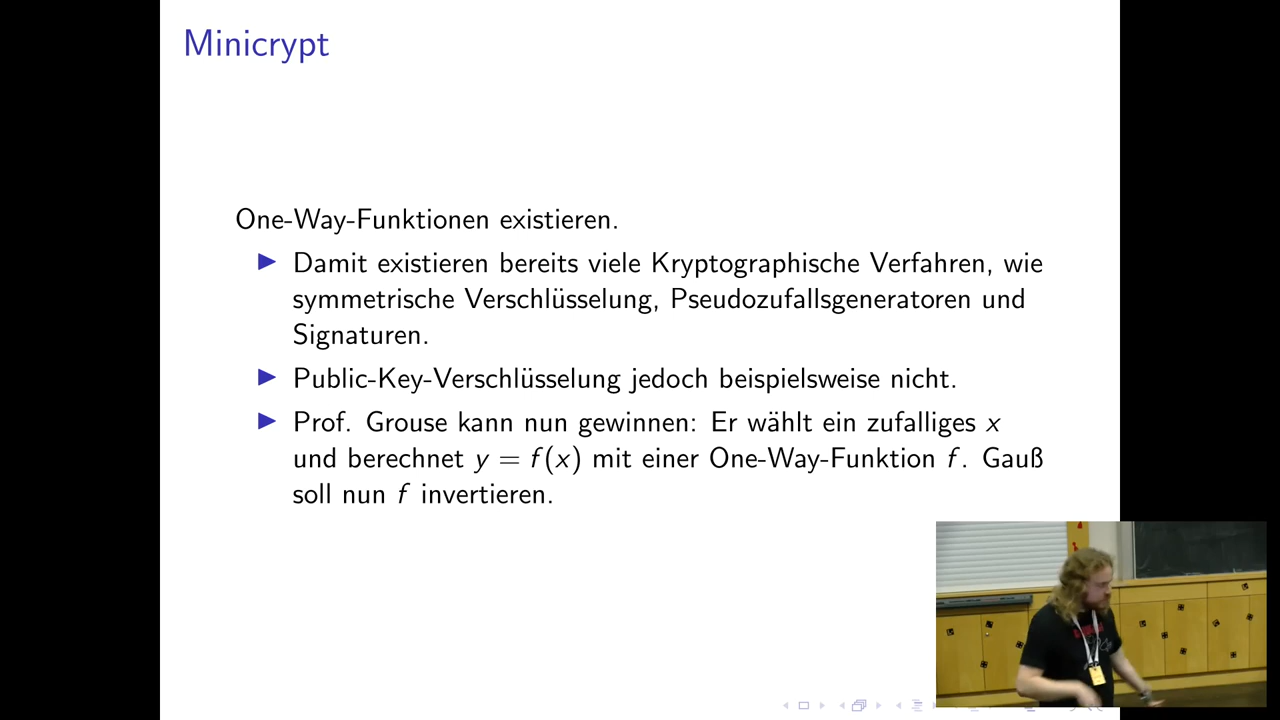 Minicrypt
One-Way-Funktionen existieren.
▶ Damit existieren bereits viele Kryptographische Verfahren, wie
symmetrische Verschlüsselung, Pseudozufallsgeneratoren und
Signaturen.
▶ Public-Key-Verschlüsselung jedoch beispielsweise nicht.
▶ Prof. Grouse kann nun gewinnen: Er wählt ein zufalliges x
und berechnet y = f(x) mit einer One-Way-Funktion f. Gauß
soll nun f invertieren.